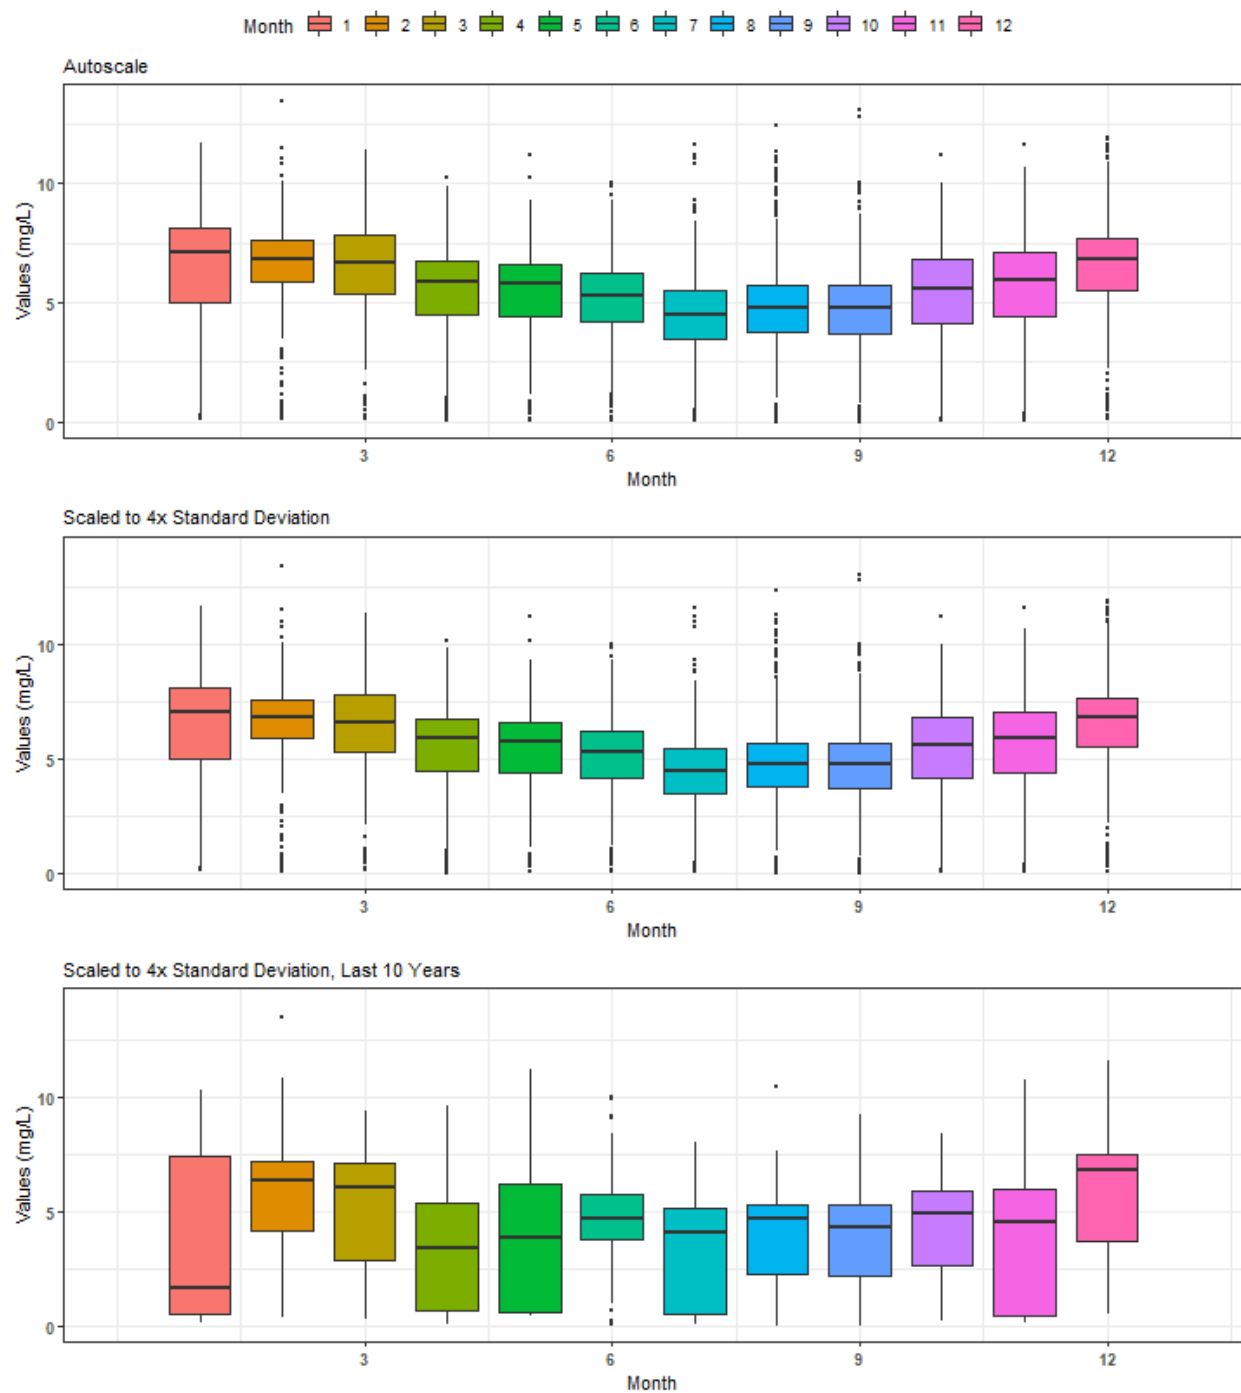 Month 1 2 3 4 5 6 7 8 9 10 11 12
Autoscale
Values (mg/L)
10
5
0
3 6 9 12
Month
Scaled to 4x Standard Deviation
Values (mg/L)
10
5
0
3 6 9 12
Month
Scaled to 4x Standard Deviation, Last 10 Years
Values (mg/L)
10
5
0
3 6 9 12
Month